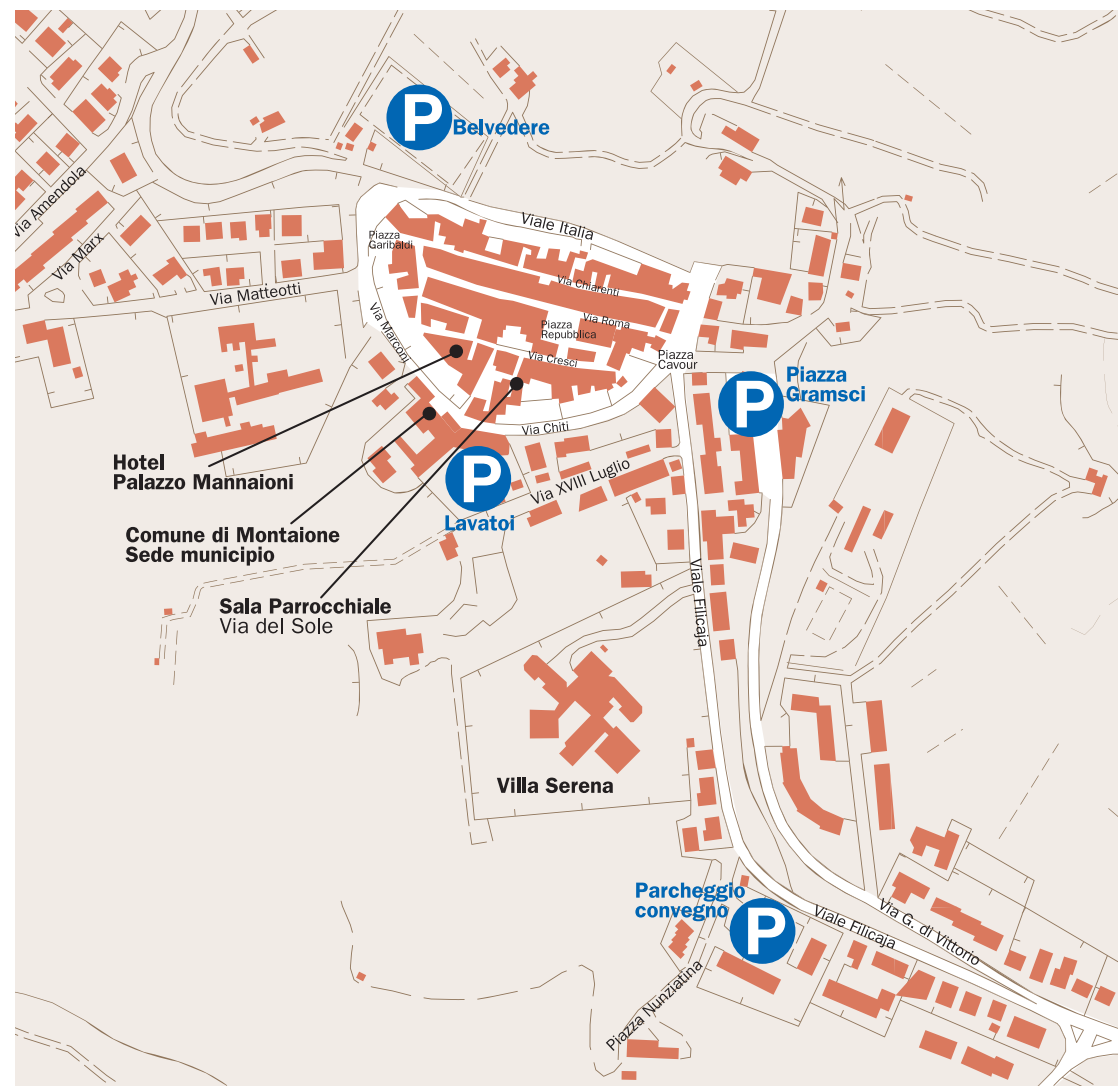 P
Belvedere
Via Amendola
Via Marx
Via Matteotti
Piazza
Garibaldi
Viale Italia
Via Chiarenti
Via Roma
Piazza
Repubblica
Via Marconi
Via Cresci
Piazza
Cavour
P
Piazza
Gramsci
Via Chiti
Hotel
Palazzo Mannaioni
P
Lavatoi
Via XVIII Luglio
Comune di Montaione
Sede municipio
Sala Parrocchiale
Via del Sole
Viale Filicaja
Villa Serena
Parcheggio
convegno
P
Viale Filicaja
Via G. di Vittorio
Piazza Nunziatina